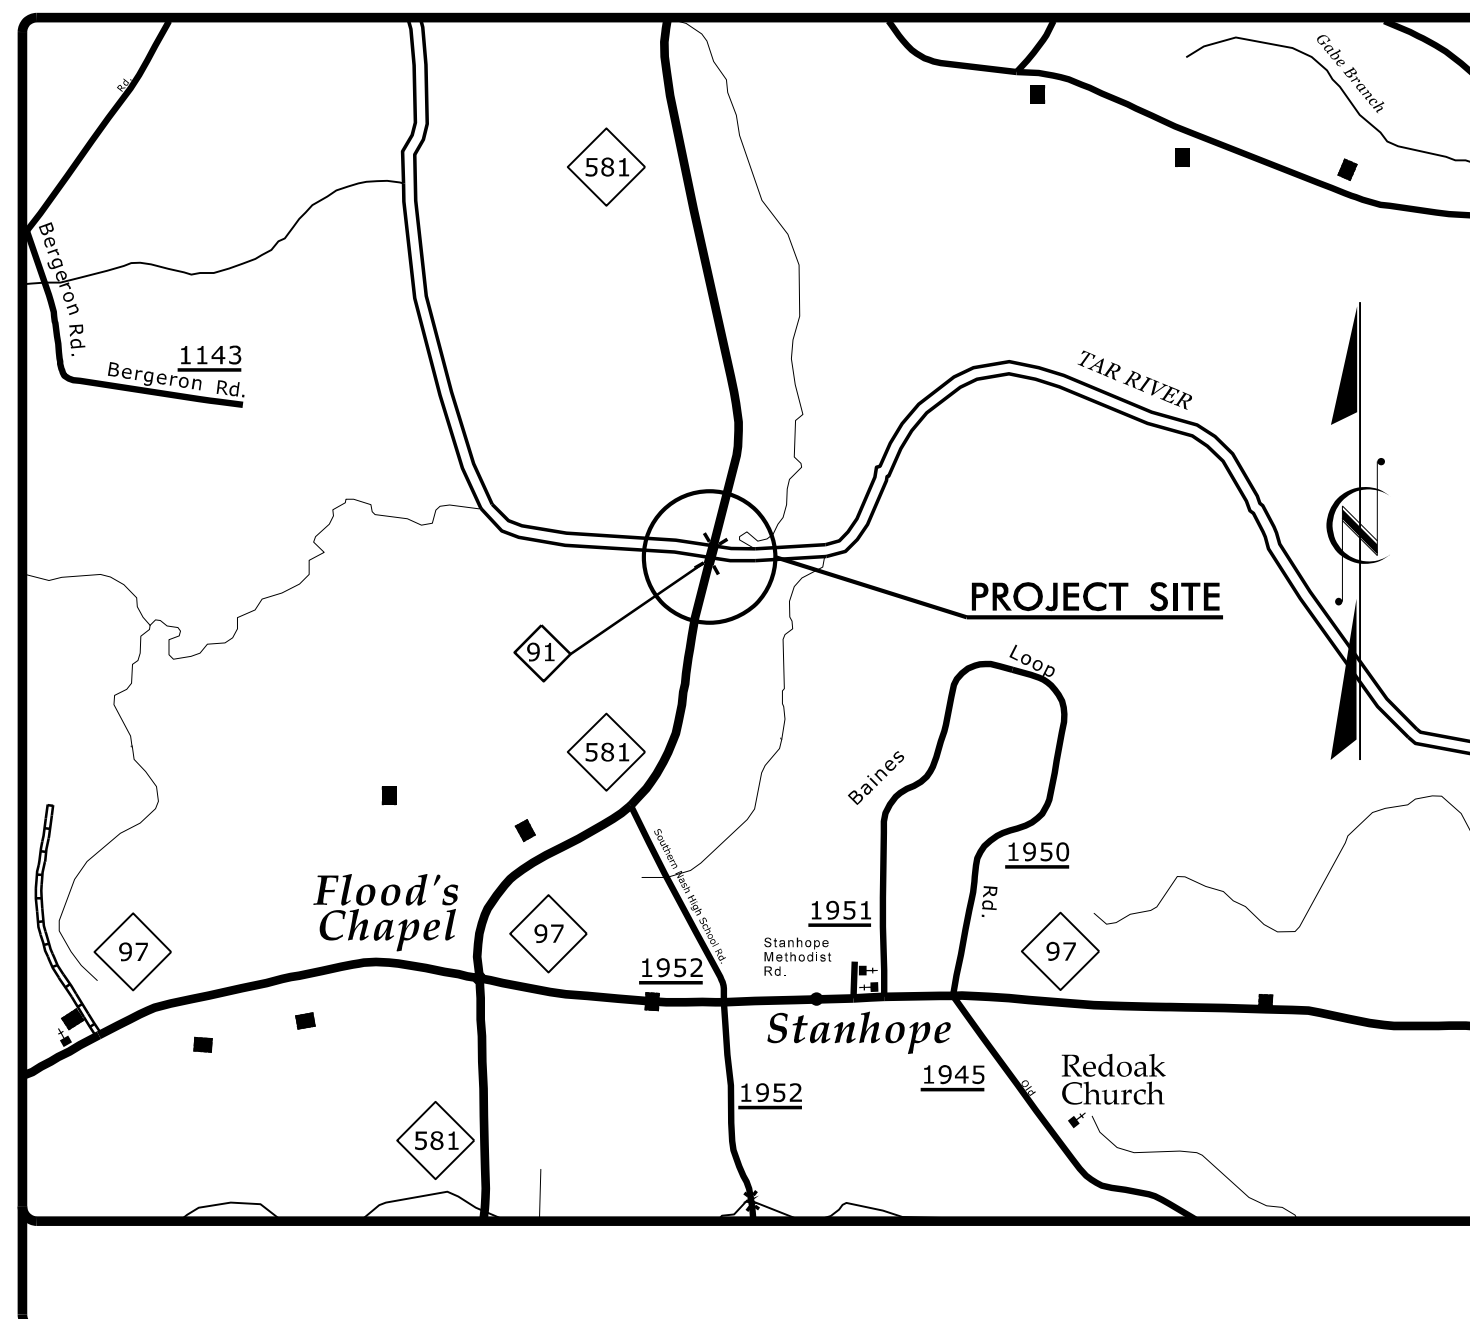 Rd.
Gabe Branch
581
Bergeron Rd.
1143
Bergeron Rd.
TAR RIVER
N
PROJECT SITE
91
Loop
581
Baines
1950
Southern Nash High School Rd.
Flood's
Chapel
Rd.
1951
97
97
97
Stanhope
Methodist
Rd.
1952
Stanhope
Redoak
Church
1945
Old
1952
581